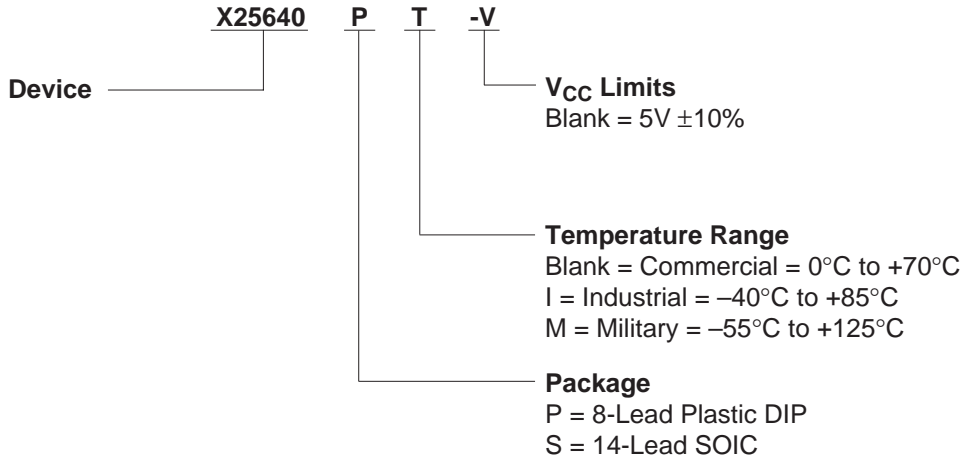 X25640 P T -V
Device
VCC Limits
Blank = 5V ±10%
Temperature Range
Blank = Commercial = 0°C to +70°C
I = Industrial = –40°C to +85°C
M = Military = –55°C to +125°C
Package
P = 8-Lead Plastic DIP
S = 14-Lead SOIC